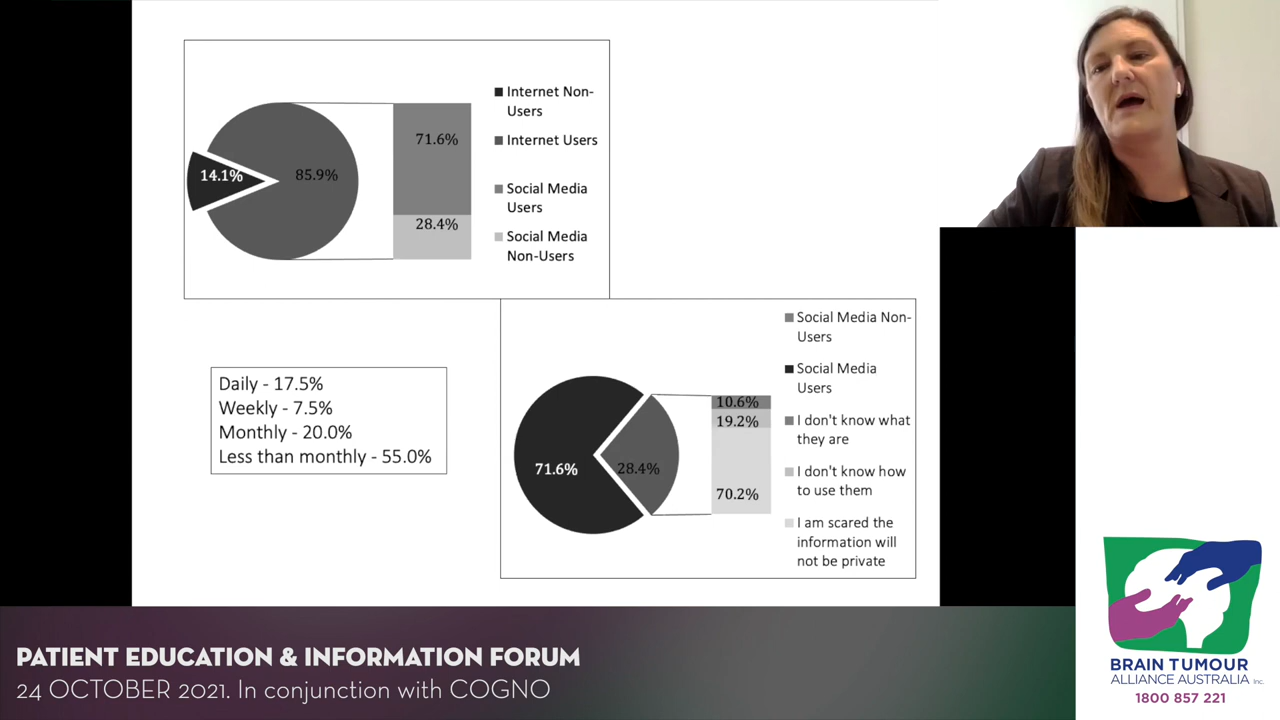 14.1%
85.9%
71.6%
28.4%
Internet Non-
Users
Internet Users
Social Media
Users
Social Media
Non-Users
Daily - 17.5%
Weekly - 7.5%
Monthly - 20.0%
Less than monthly - 55.0%
71.6%
28.4%
10.6%
19.2%
70.2%
Social Media Non-
Users
Social Media
Users
I don't know what
they are
I don't know how
to use them
I am scared the
information will
not be private
PATIENT EDUCATION & INFORMATION FORUM
24 OCTOBER 2021. In conjunction with COGNO
BRAIN TUMOUR
ALLIANCE AUSTRALIA Inc.
1800 857 221